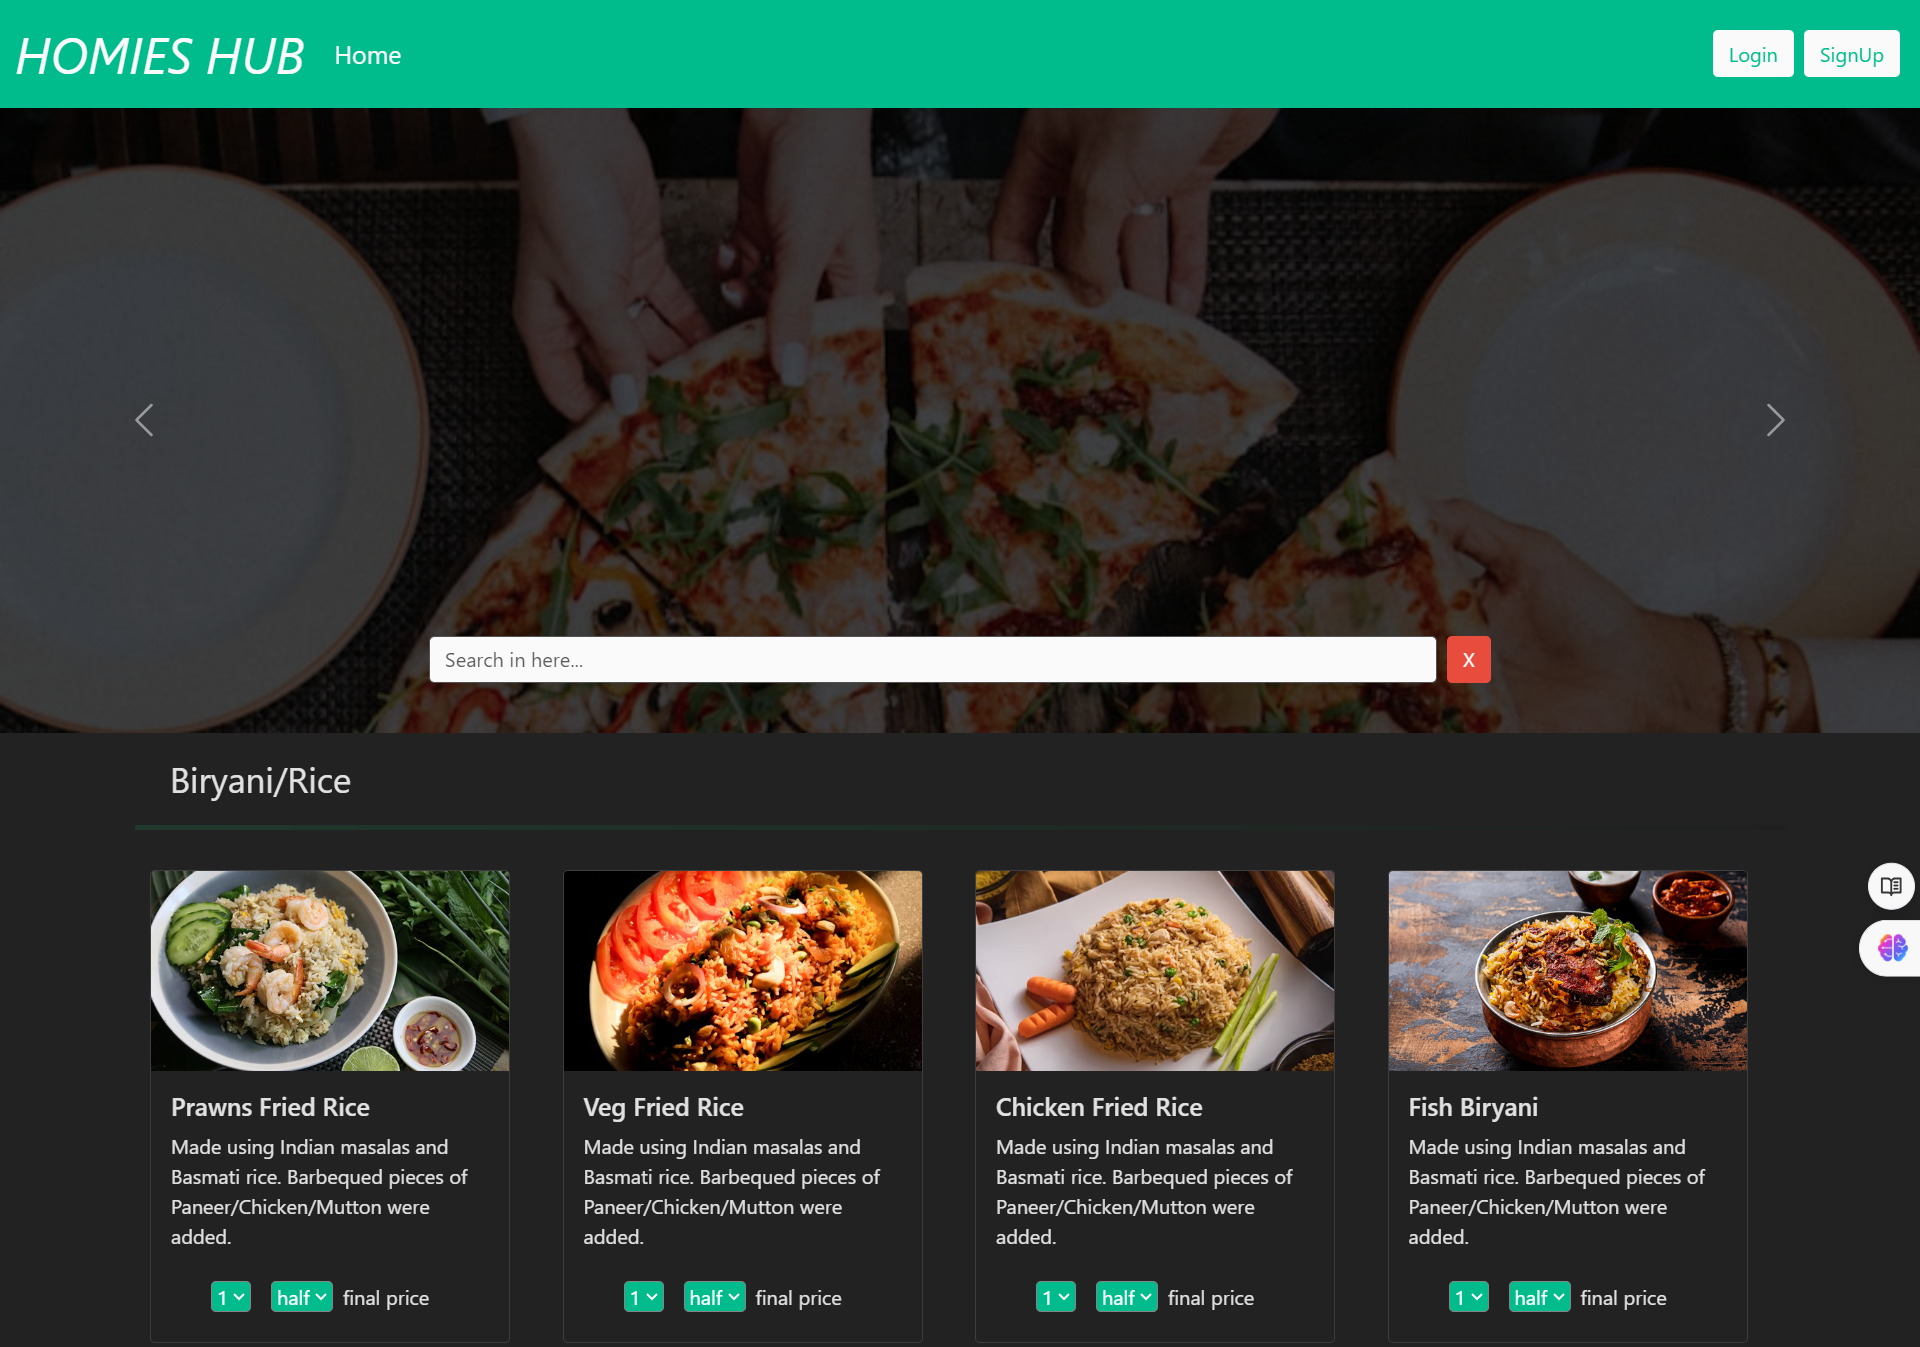 HOMIES HUB
Home
Login
SignUp
Search in here...
X
Biryani/Rice
Prawns Fried Rice
Made using Indian masalas and
Basmati rice. Barbequed pieces of
Paneer/Chicken/Mutton were
added.
1
half
final price
Veg Fried Rice
Made using Indian masalas and
Basmati rice. Barbequed pieces of
Paneer/Chicken/Mutton were
added.
1
half
final price
Chicken Fried Rice
Made using Indian masalas and
Basmati rice. Barbequed pieces of
Paneer/Chicken/Mutton were
added.
1
half
final price
Fish Biryani
Made using Indian masalas and
Basmati rice. Barbequed pieces of
Paneer/Chicken/Mutton were
added.
1
half
final price